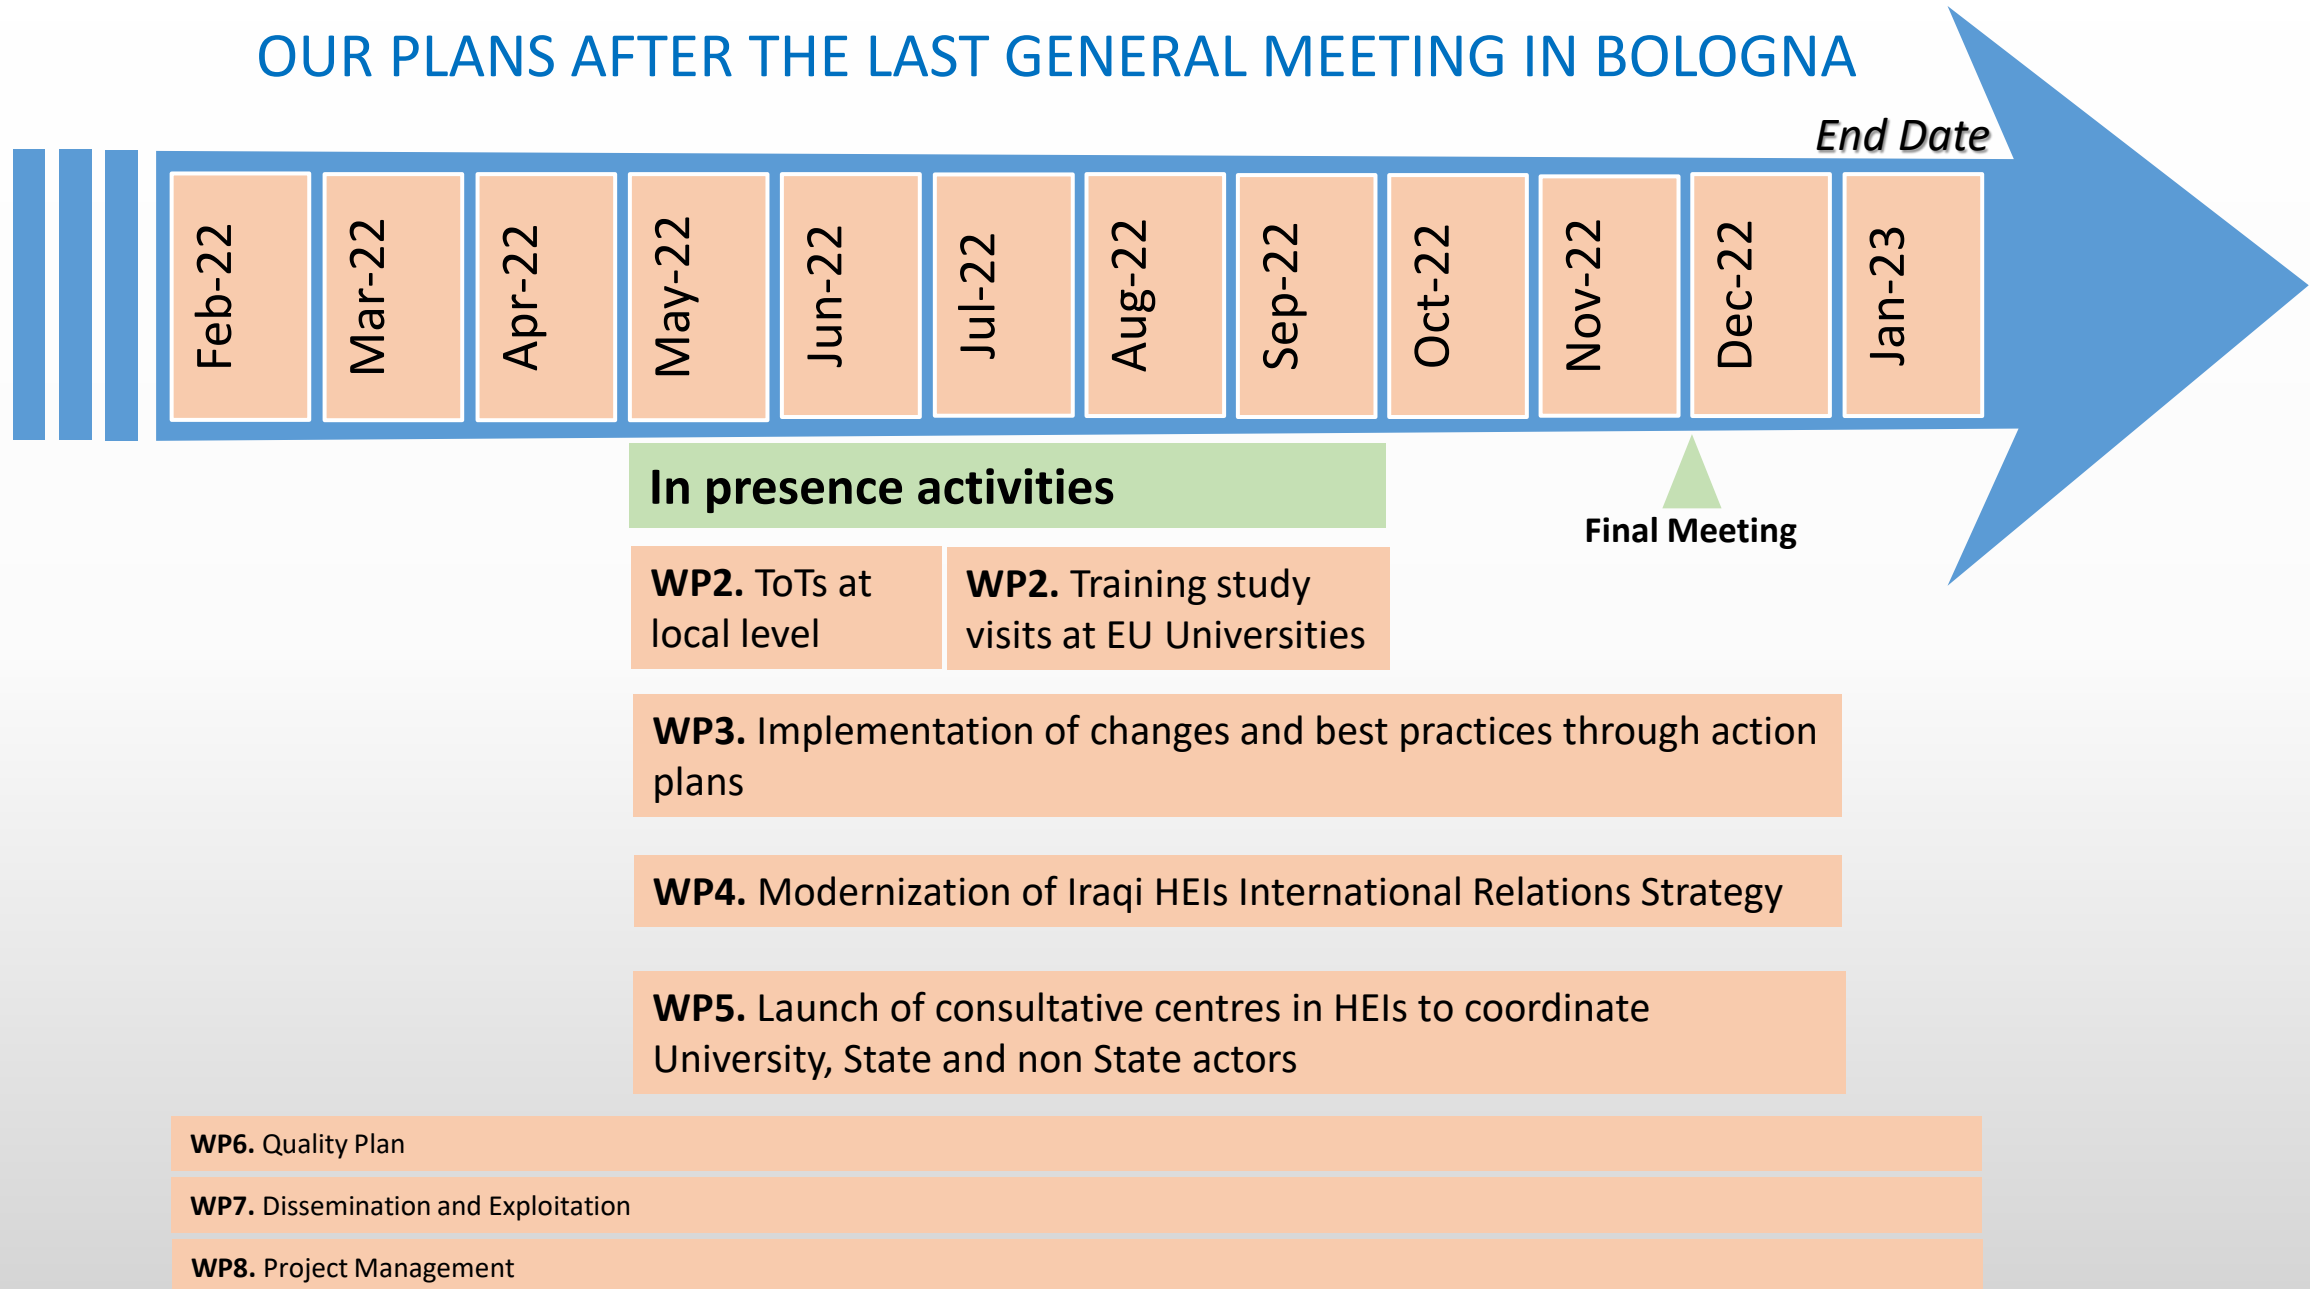 OUR PLANS AFTER THE LAST GENERAL MEETING IN BOLOGNA
End Date
Feb-22
Mar-22
Apr-22
May-22
Jun-22
Jul-22
Aug-22
Sep-22
Oct-22
Nov-22
Dec-22
Jan-23
In presence activities
Final Meeting
WP2. ToTs at
local level
WP2. Training study
visits at EU Universities
WP3. Implementation of changes and best practices through action
plans
WP4. Modernization of Iraqi HEIs International Relations Strategy
WP5. Launch of consultative centres in HEIs to coordinate
University, State and non State actors
WP6. Quality Plan
WP7. Dissemination and Exploitation
WP8. Project Management